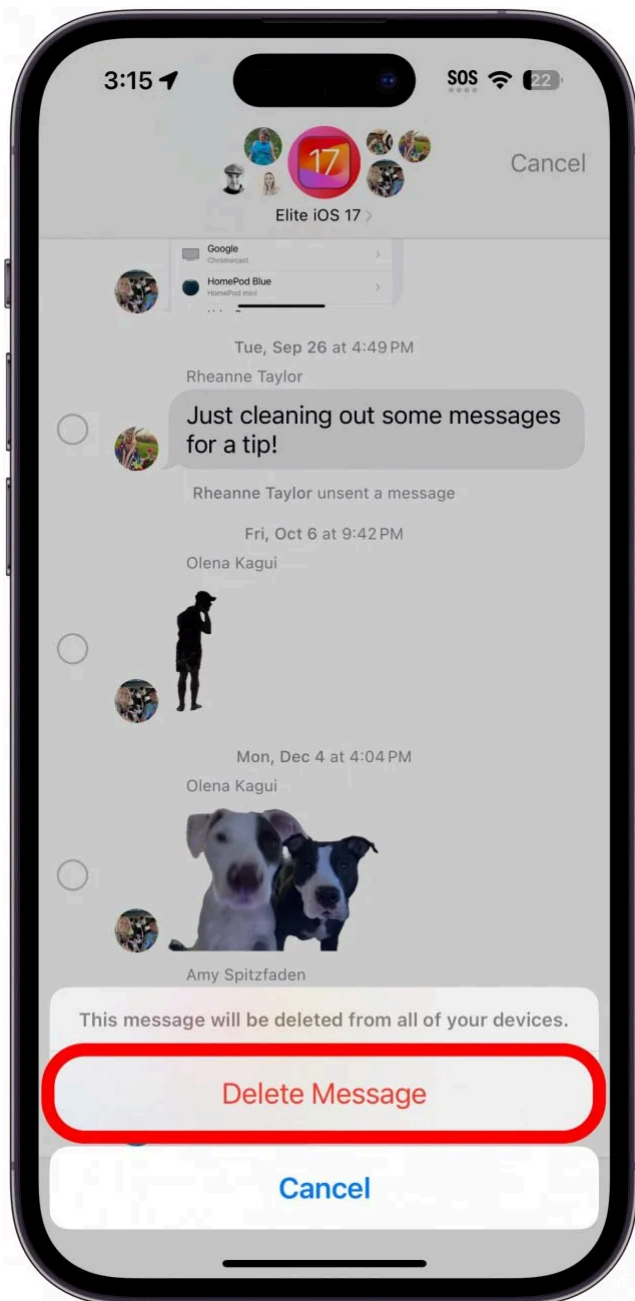 3:15
SOS
22
17
Cancel
Elite iOS 17
Google
Chromecast
HomePod Blue
HomePod mini
Tue, Sep 26 at 4:49 PM
Rheanne Taylor
Just cleaning out some messages
for a tip!
Rheanne Taylor unsent a message
Fri, Oct 6 at 9:42 PM
Olena Kagui
Mon, Dec 4 at 4:04 PM
Olena Kagui
Amy Spitzfaden
This message will be deleted from all of your devices.
Delete Message
Cancel